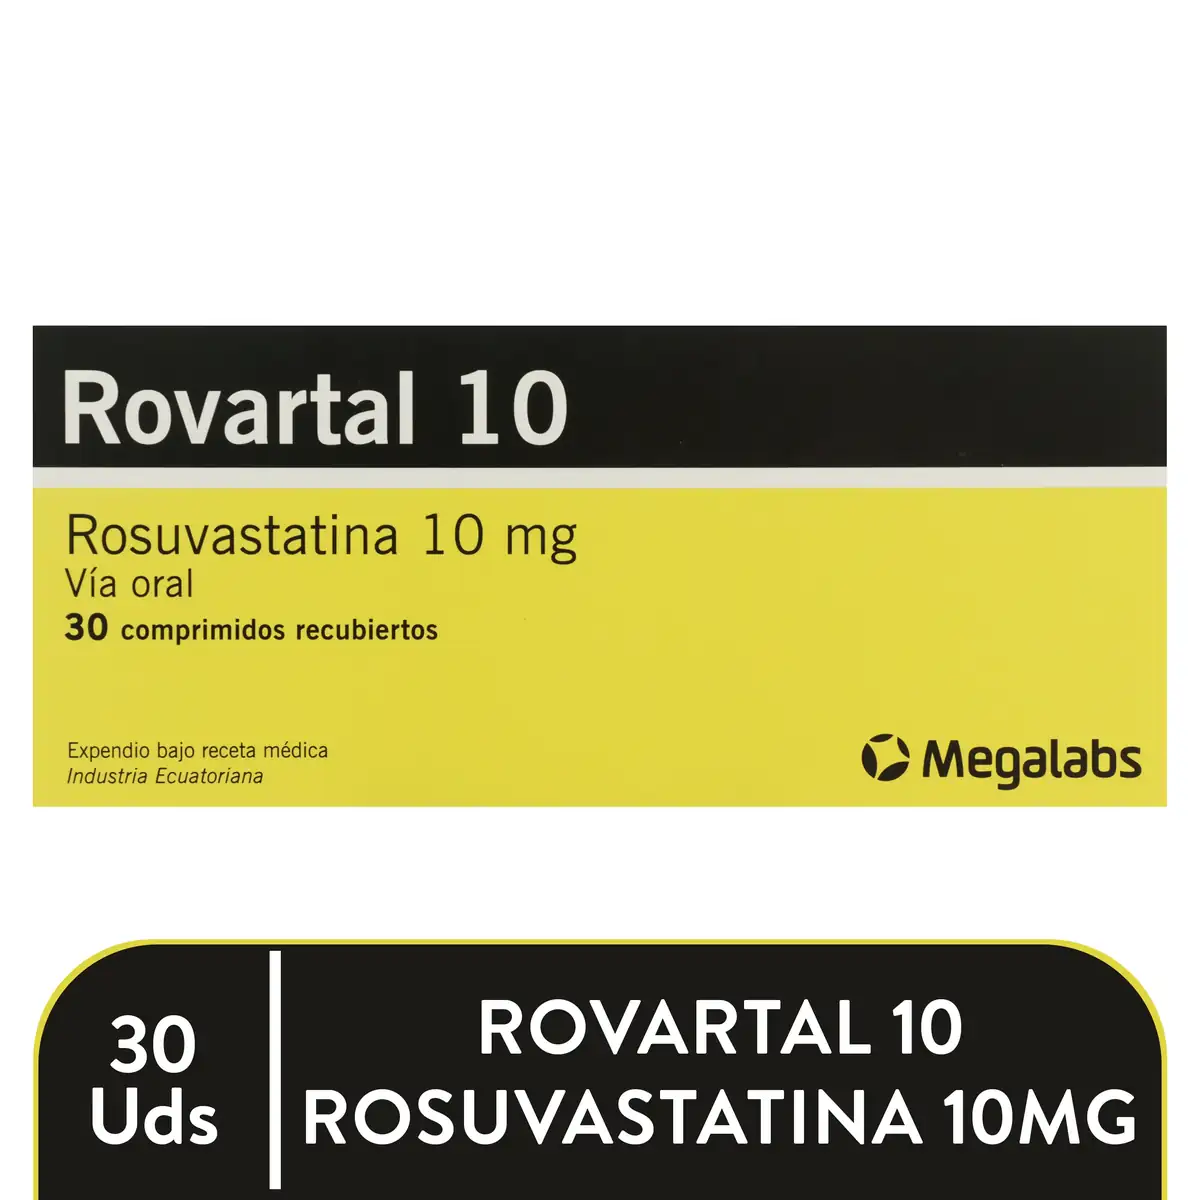 Rovartal 10
Rosuvastatina 10 mg
Vía oral
30 comprimidos recubiertos
Expendio bajo receta médica
Industria Ecuatoriana
Megalabs
30
Uds
ROVARTAL 10
ROSUVASTATINA 10MG